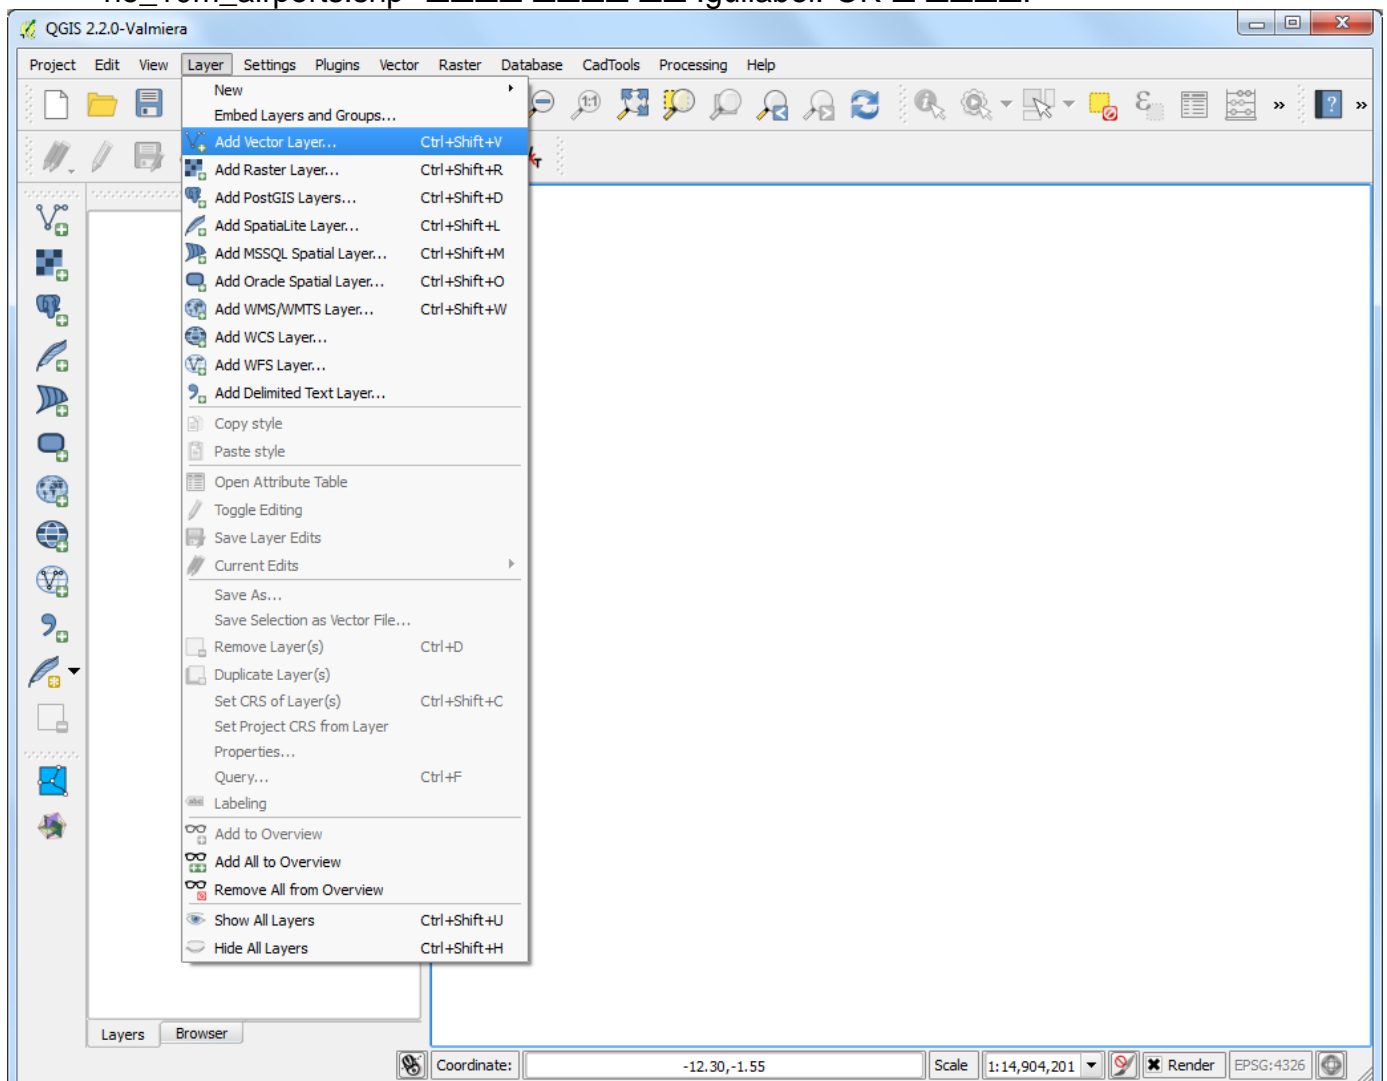 ne_10m_airports.shp :guilabel:`OK`
QGIS 2.2.0-Valmiera
Project Edit View Layer Settings Plugins Vector Raster Database CadTools Processing Help
New
Embed Layers and Groups...
Add Vector Layer... Ctrl+Shift+V
Add Raster Layer... Ctrl+Shift+R
Add PostGIS Layers... Ctrl+Shift+D
Add SpatiaLite Layer... Ctrl+Shift+L
Add MSSQL Spatial Layer... Ctrl+Shift+M
Add Oracle Spatial Layer... Ctrl+Shift+O
Add WMS/WMTS Layer... Ctrl+Shift+W
Add WCS Layer...
Add WFS Layer...
Add Delimited Text Layer...
Copy style
Paste style
Open Attribute Table
Toggle Editing
Save Layer Edits
Current Edits
Save As...
Save Selection as Vector File...
Remove Layer(s) Ctrl+D
Duplicate Layer(s)
Set CRS of Layer(s) Ctrl+Shift+C
Set Project CRS from Layer
Properties...
Query... Ctrl+F
Labeling
Add to Overview
Add All to Overview
Remove All from Overview
Show All Layers Ctrl+Shift+U
Hide All Layers Ctrl+Shift+H
Layers Browser
Coordinate: -12.30,-1.55 Scale 1:14,904,201 Render EPSG:4326